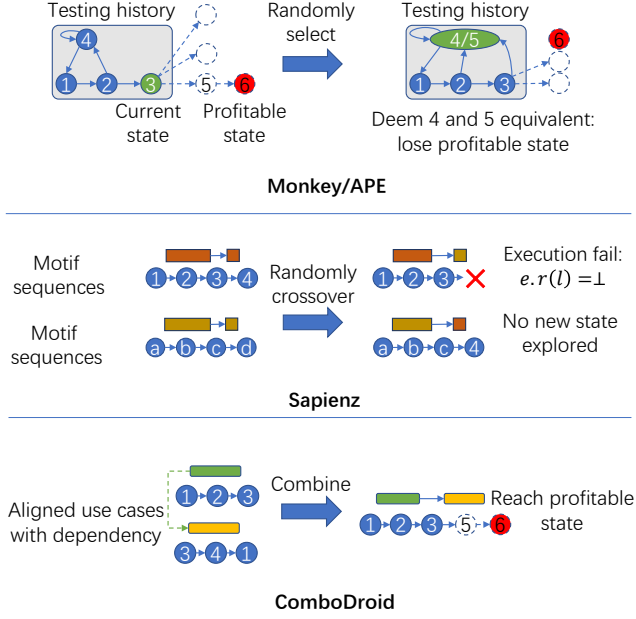 Testing history
Randomly
select
Testing history
4
1
2
3
5
6
Current
state
Profitable
state
4/5
6
1
2
3
Deem 4 and 5 equivalent:
lose profitable state
Monkey/APE
Motif
sequences
1
2
3
4
Randomly
crossover
1
2
3
Execution fail:
e.r(l) =⊥
Motif
sequences
a
b
c
d
a
b
c
4
No new state
explored
Sapienz
Aligned use cases
with dependency
1
2
3
3
4
1
Combine
1
2
3
5
6
Reach profitable
state
ComboDroid